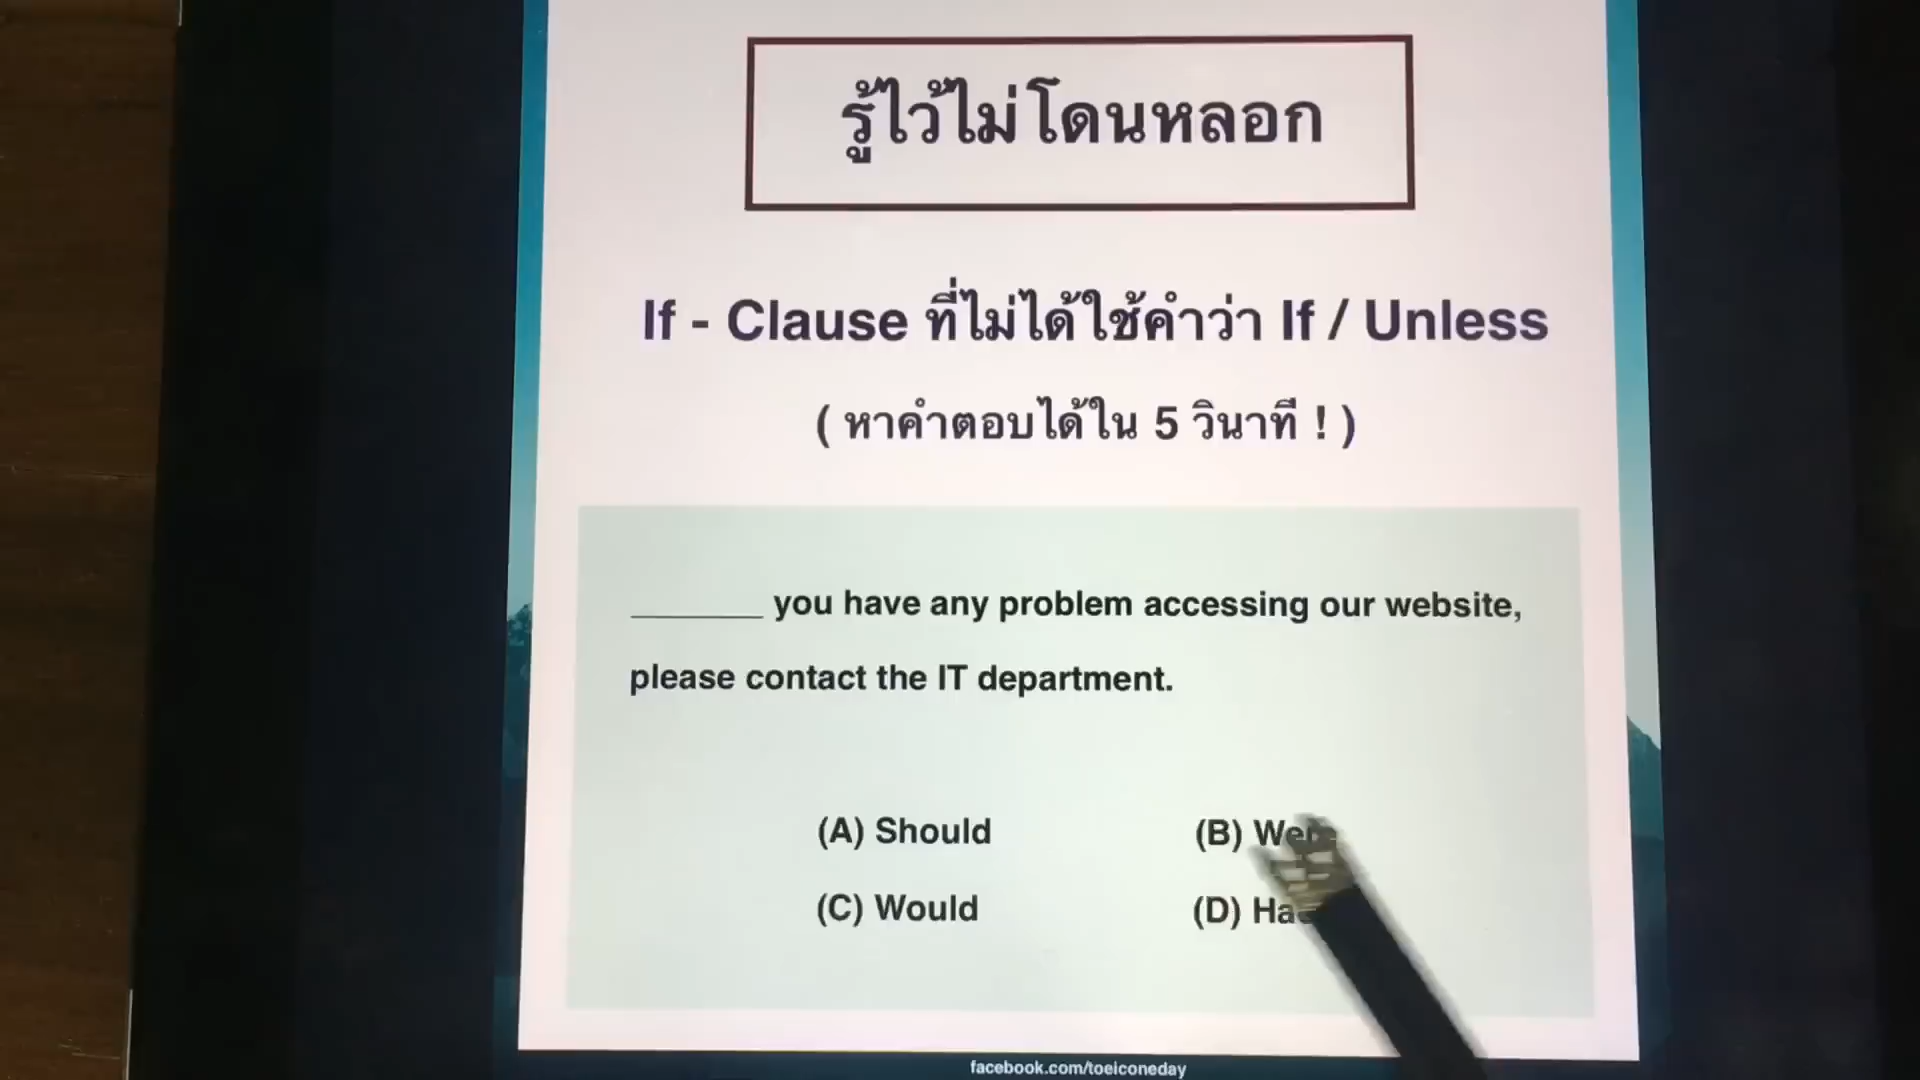 รู้ไว้ไม่โดนหลอก
If - Clause ที่ไม่ได้ใช้คำว่า If / Unless
( หาคำตอบได้ใน 5 วินาที ! )
_______ you have any problem accessing our website,
please contact the IT department.
(A) Should
(B) Were
(C) Would
(D)
facebook.com/toeiconeday